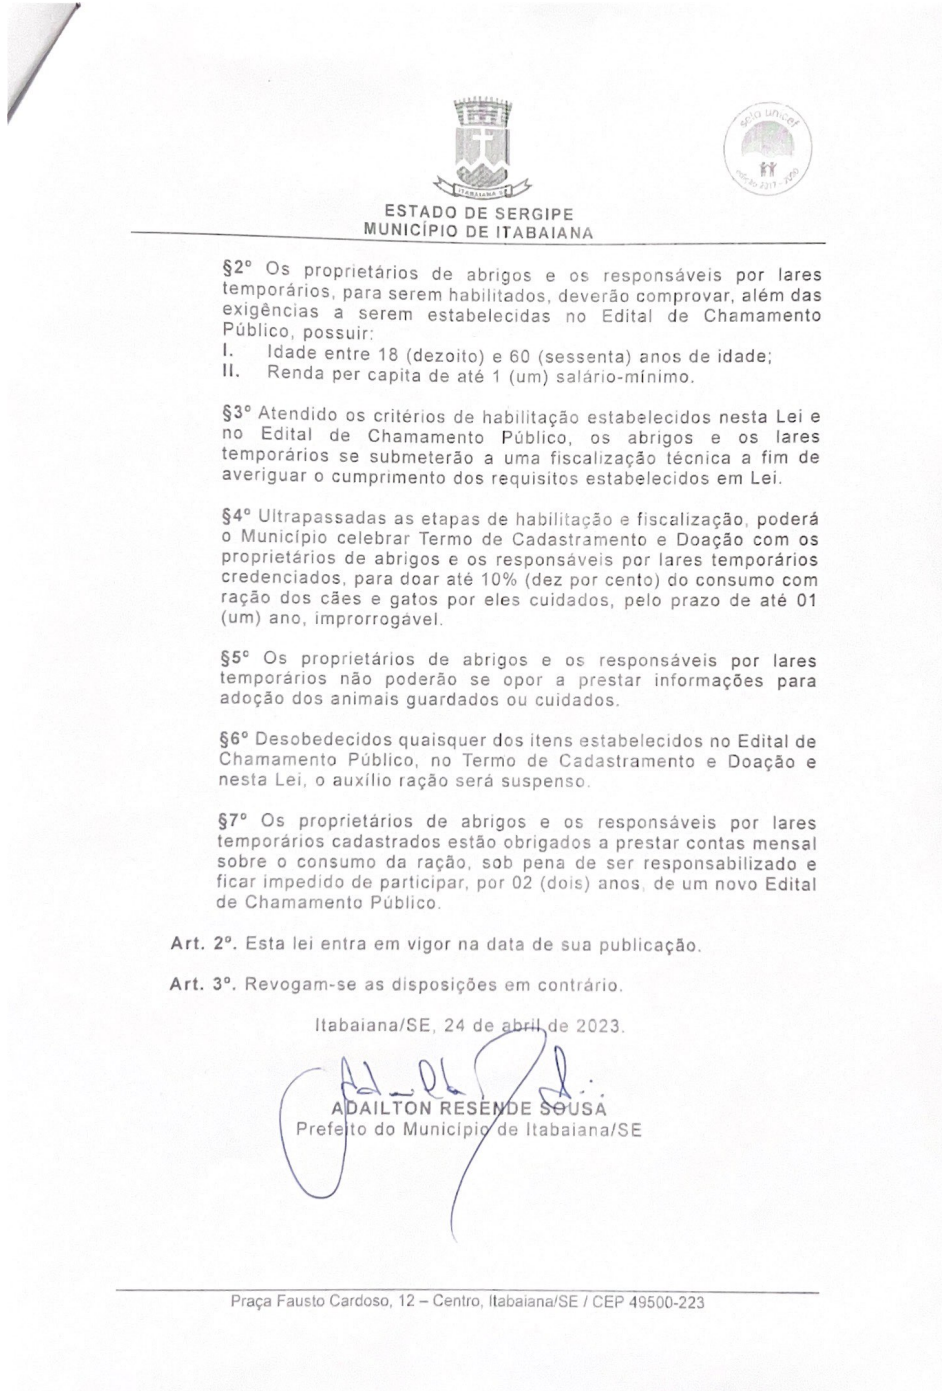 selo unicef
ITABAIANA SE
ESTADO DE SERGIPE
MUNICÍPIO DE ITABAIANA
§2º Os proprietários de abrigos e os responsáveis por lares
temporários, para serem habilitados, deverão comprovar, além das
exigências a serem estabelecidas no Edital de Chamamento
Público, possuir:
I. Idade entre 18 (dezoito) e 60 (sessenta) anos de idade;
II. Renda per capita de até 1 (um) salário-mínimo.
§3º Atendido os critérios de habilitação estabelecidos nesta Lei e
no Edital de Chamamento Público, os abrigos e os lares
temporários se submeterão a uma fiscalização técnica a fim de
averiguar o cumprimento dos requisitos estabelecidos em Lei.
§4º Ultrapassadas as etapas de habilitação e fiscalização, poderá
o Município celebrar Termo de Cadastramento e Doação com os
proprietários de abrigos e os responsáveis por lares temporários
credenciados, para doar até 10% (dez por cento) do consumo com
ração dos cães e gatos por eles cuidados, pelo prazo de até 01
(um) ano, improrrogável.
§5º Os proprietários de abrigos e os responsáveis por lares
temporários não poderão se opor a prestar informações para
adoção dos animais guardados ou cuidados.
§6º Desobedecidos quaisquer dos itens estabelecidos no Edital de
Chamamento Público, no Termo de Cadastramento e Doação e
nesta Lei, o auxílio ração será suspenso.
§7º Os proprietários de abrigos e os responsáveis por lares
temporários cadastrados estão obrigados a prestar contas mensal
sobre o consumo da ração, sob pena de ser responsabilizado e
ficar impedido de participar, por 02 (dois) anos, de um novo Edital
de Chamamento Público.
Art. 2º. Esta lei entra em vigor na data de sua publicação.
Art. 3º. Revogam-se as disposições em contrário.
Itabaiana/SE, 24 de abril de 2023.
ADAILTON RESENDE SOUSA
Prefeito do Município de Itabaiana/SE
Praça Fausto Cardoso, 12 – Centro, Itabaiana/SE / CEP 49500-223